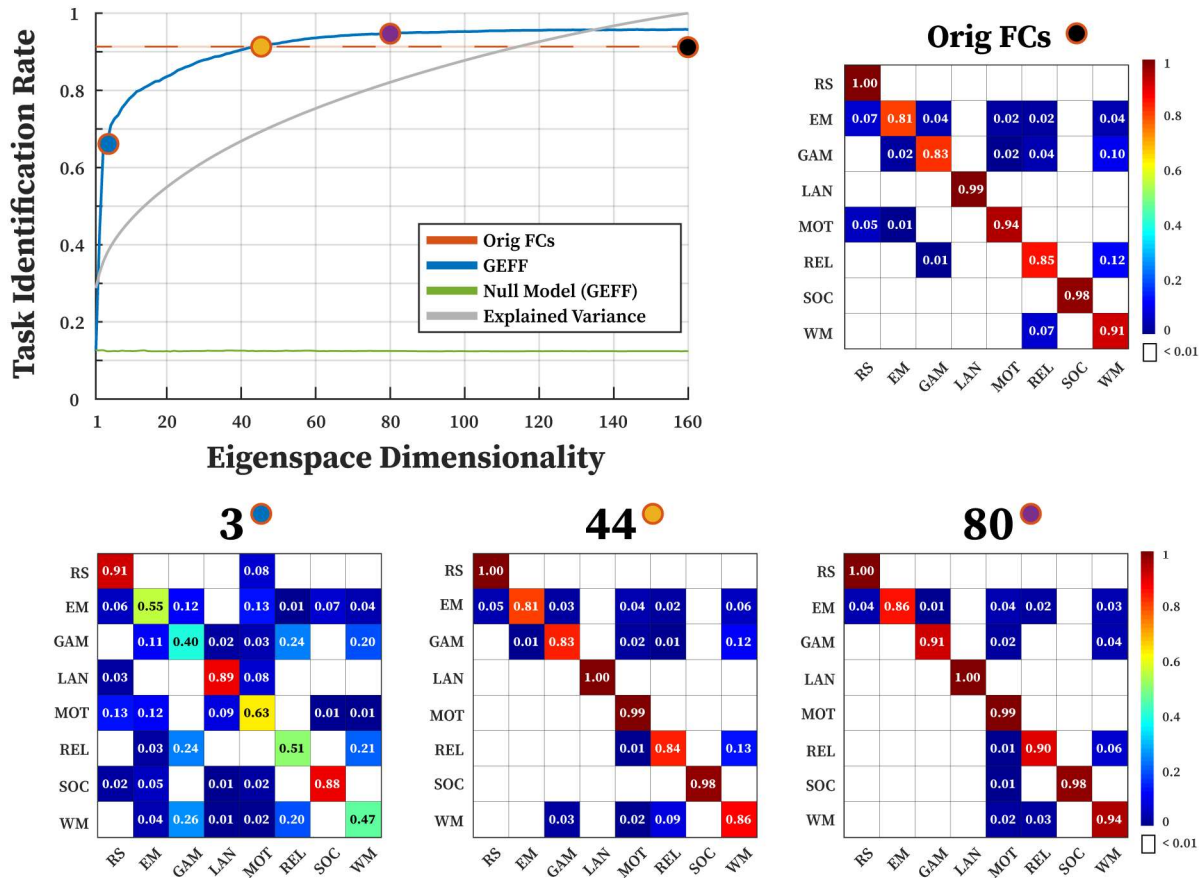 Task Identification Rate
1
0.8
0.6
0.4
0.2
0
1 20 40 60 80 100 120 140 160
Eigenspace Dimensionality
Orig FCs
GEFF
Null Model (GEFF)
Explained Variance
Orig FCs
RS 1.00
EM 0.07 0.81 0.04 0.02 0.02 0.04
GAM 0.02 0.83 0.02 0.04 0.10
LAN 0.99
MOT 0.05 0.01 0.94
REL 0.01 0.85 0.12
SOC 0.98
WM 0.07 0.91
RS EM GAM LAN MOT REL SOC WM
1
0.8
0.6
0.4
0.2
0
< 0.01
3
RS 0.91 0.08
EM 0.06 0.55 0.12 0.13 0.01 0.07 0.04
GAM 0.11 0.40 0.02 0.03 0.24 0.20
LAN 0.03 0.89 0.08
MOT 0.13 0.12 0.09 0.63 0.01 0.01
REL 0.03 0.24 0.51 0.21
SOC 0.02 0.05 0.01 0.02 0.88
WM 0.04 0.26 0.01 0.02 0.20 0.47
RS EM GAM LAN MOT REL SOC WM
44
RS 1.00
EM 0.05 0.81 0.03 0.04 0.02 0.06
GAM 0.01 0.83 0.02 0.01 0.12
LAN 1.00
MOT 0.99
REL 0.01 0.84 0.13
SOC 0.98
WM 0.03 0.02 0.09 0.86
RS EM GAM LAN MOT REL SOC WM
80
RS 1.00
EM 0.04 0.86 0.01 0.04 0.02 0.03
GAM 0.91 0.02 0.04
LAN 1.00
MOT 0.99
REL 0.01 0.90 0.06
SOC 0.01 0.98
WM 0.02 0.03 0.94
RS EM GAM LAN MOT REL SOC WM
1
0.8
0.6
0.4
0.2
0
< 0.01